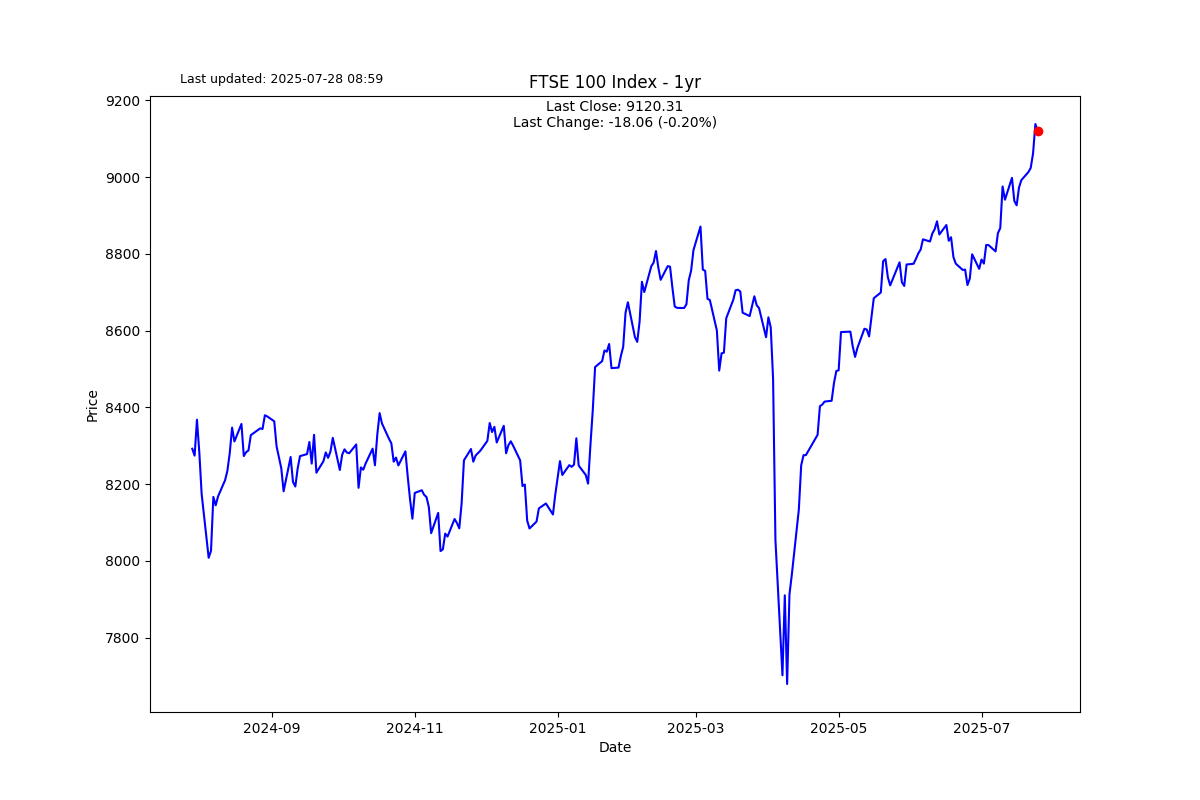 Last updated: 2025-07-28 08:59
FTSE 100 Index - 1yr
Last Close: 9120.31
Last Change: -18.06 (-0.20%)
9200
9000
8800
8600
8400
8200
8000
7800
Price
2024-09
2024-11
2025-01
2025-03
2025-05
2025-07
Date